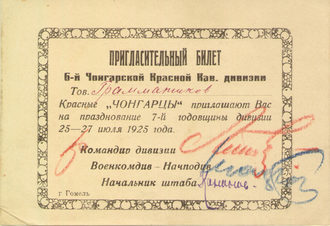 ПРИГЛАСИТЕЛЬНЫЙ БИЛЕТ
6-й Чонгарской Красной Кав. дивизии
Тов. Грамматиков
Красные „ЧОНГАРЦЫ" приглашают Вас
на празднование 7-й годовщины дивизии
25—27 июля 1925 года.
Командир дивизии
Военкомдив - Начподив
Начальник штаба
г Гомель